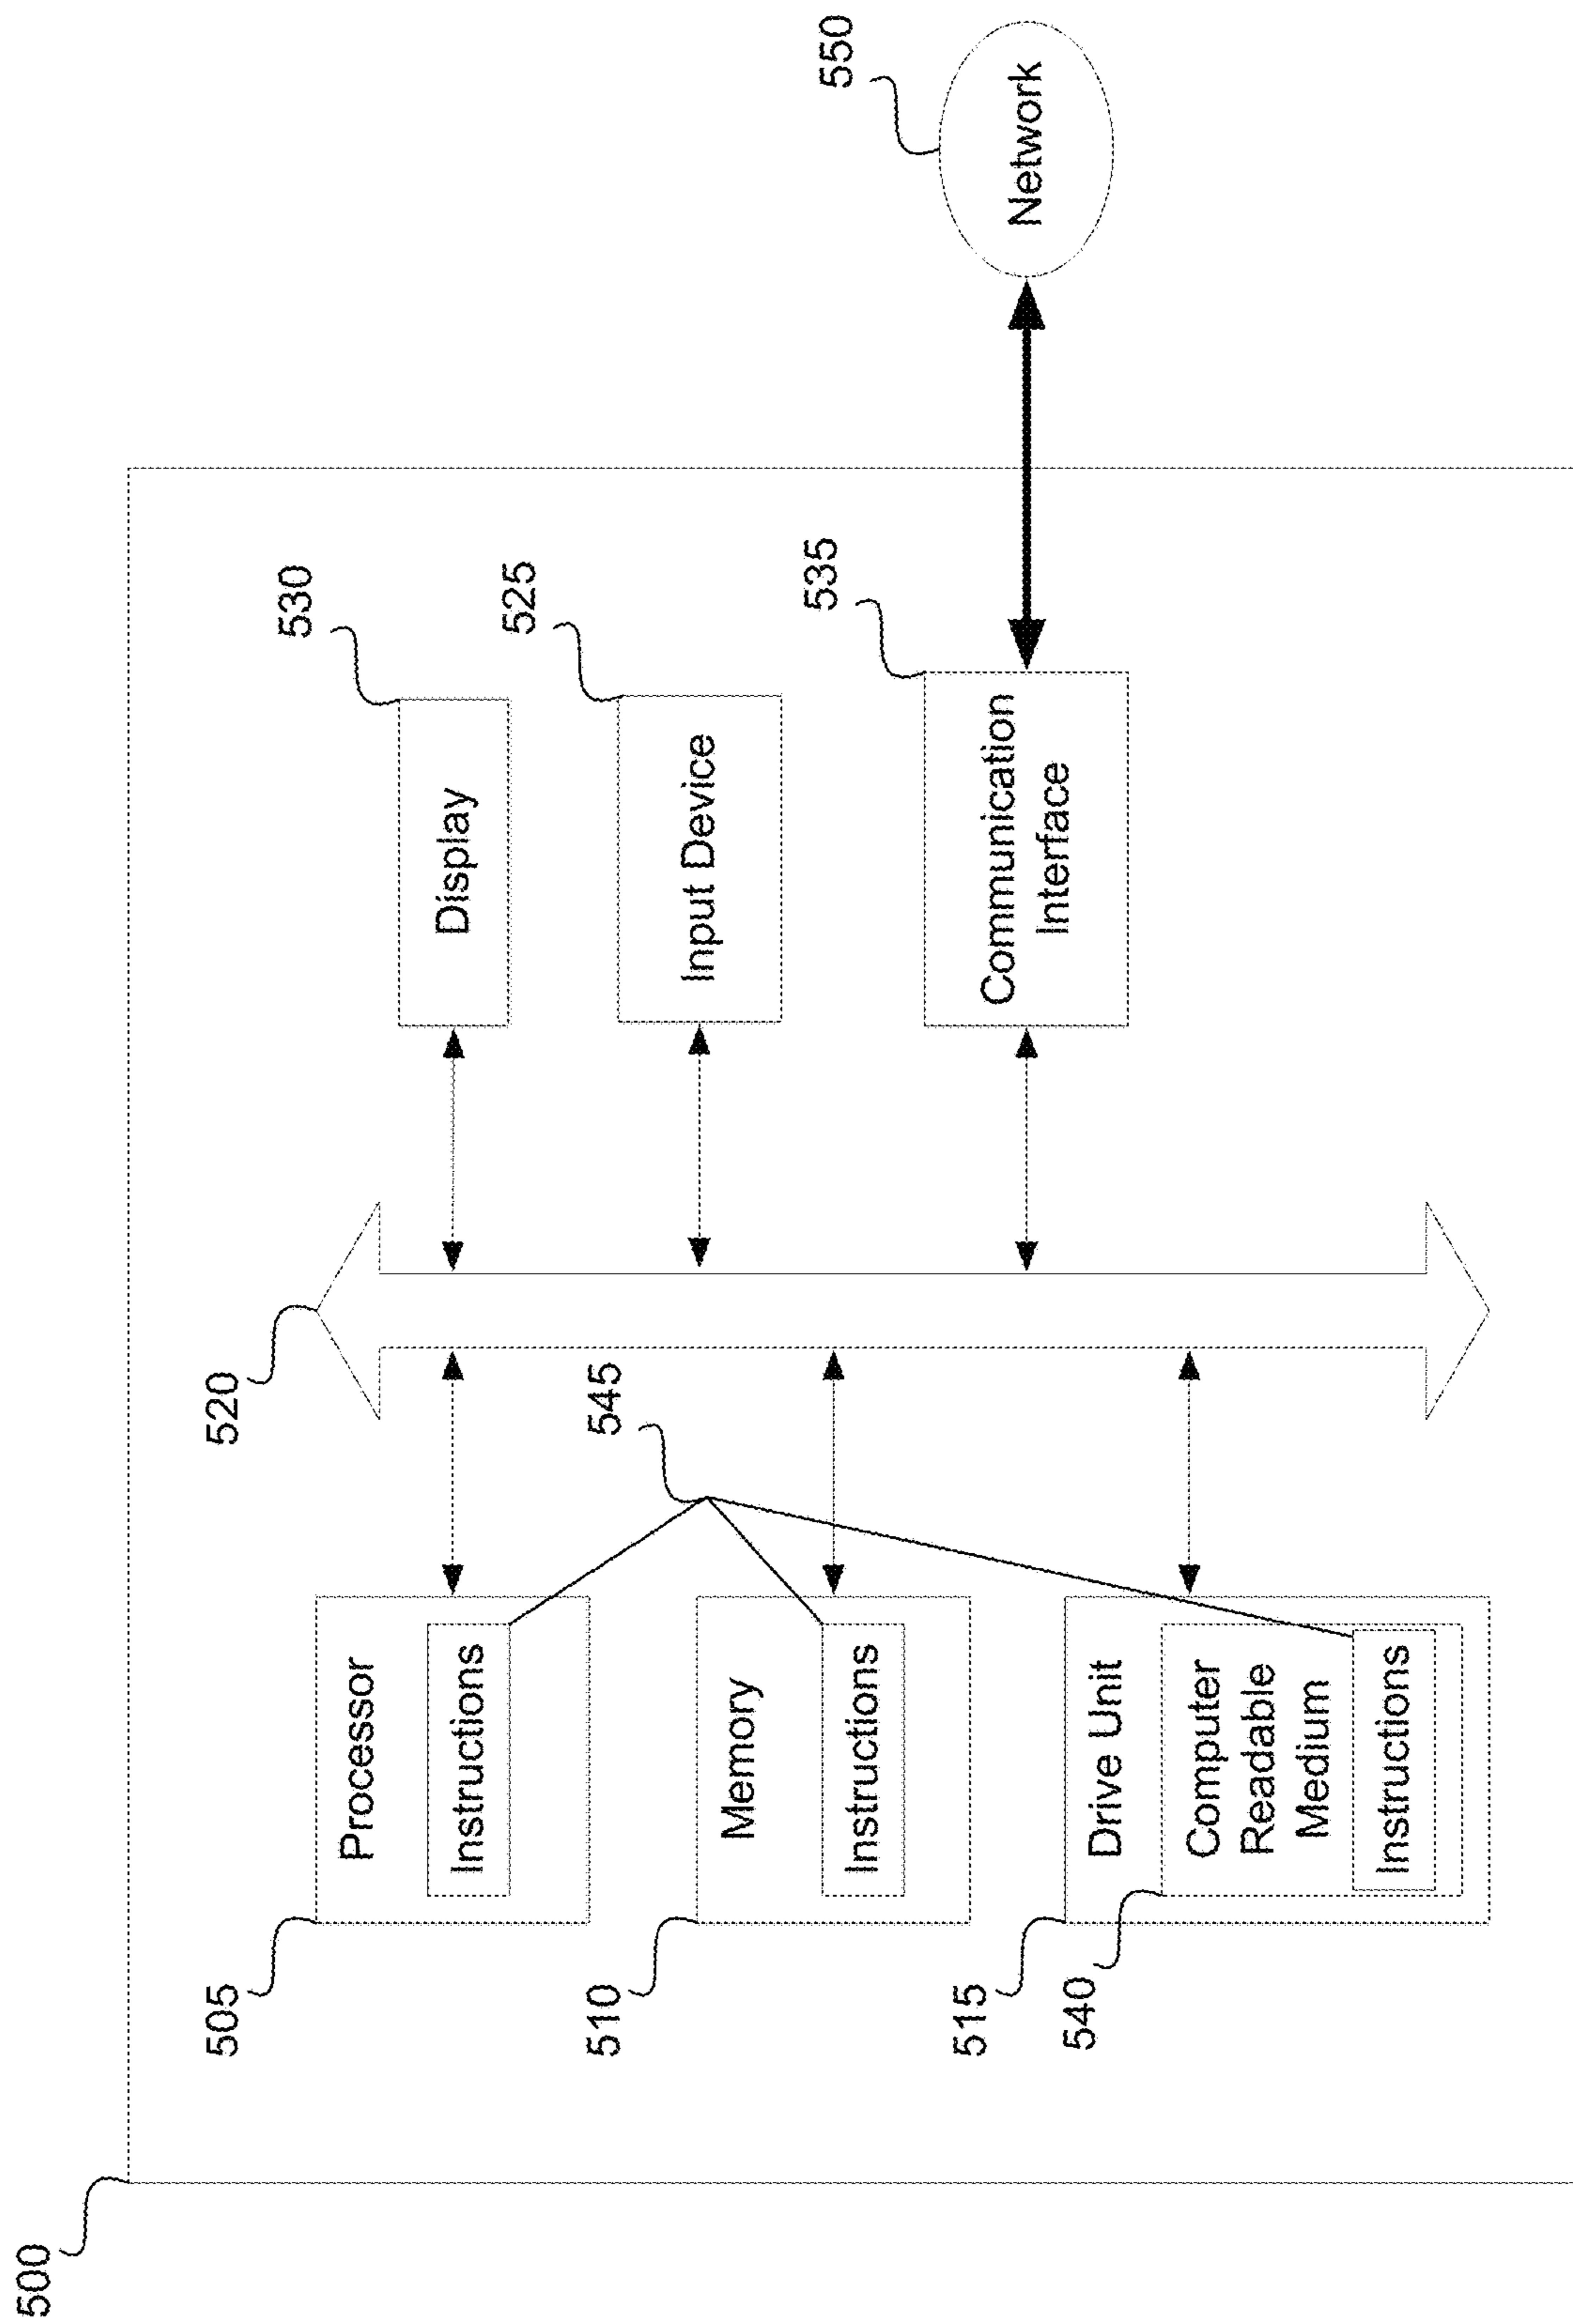 500
505
Processor
Instructions
510
Memory
Instructions
515
Drive Unit
540
Computer
Readable
Medium
Instructions
520
545
530
Display
525
Input Device
535
Communication
Interface
550
Network